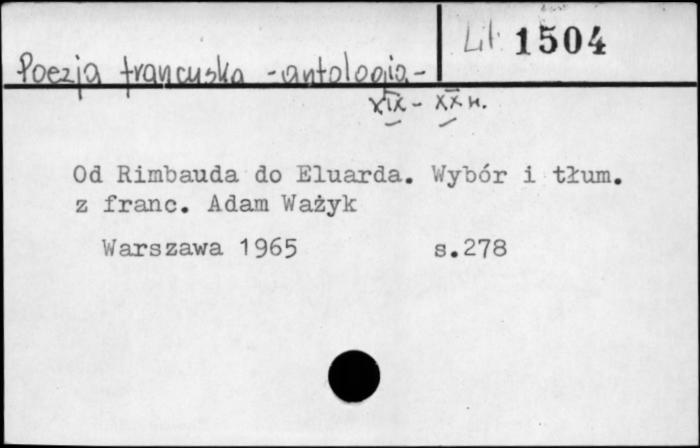 Lit 1504
Poezja francuska - antologia -
XIX - XX w.
Od Rimbauda do Eluarda. Wybór i tłum.
z franc. Adam Ważyk
Warszawa 1965 s.278